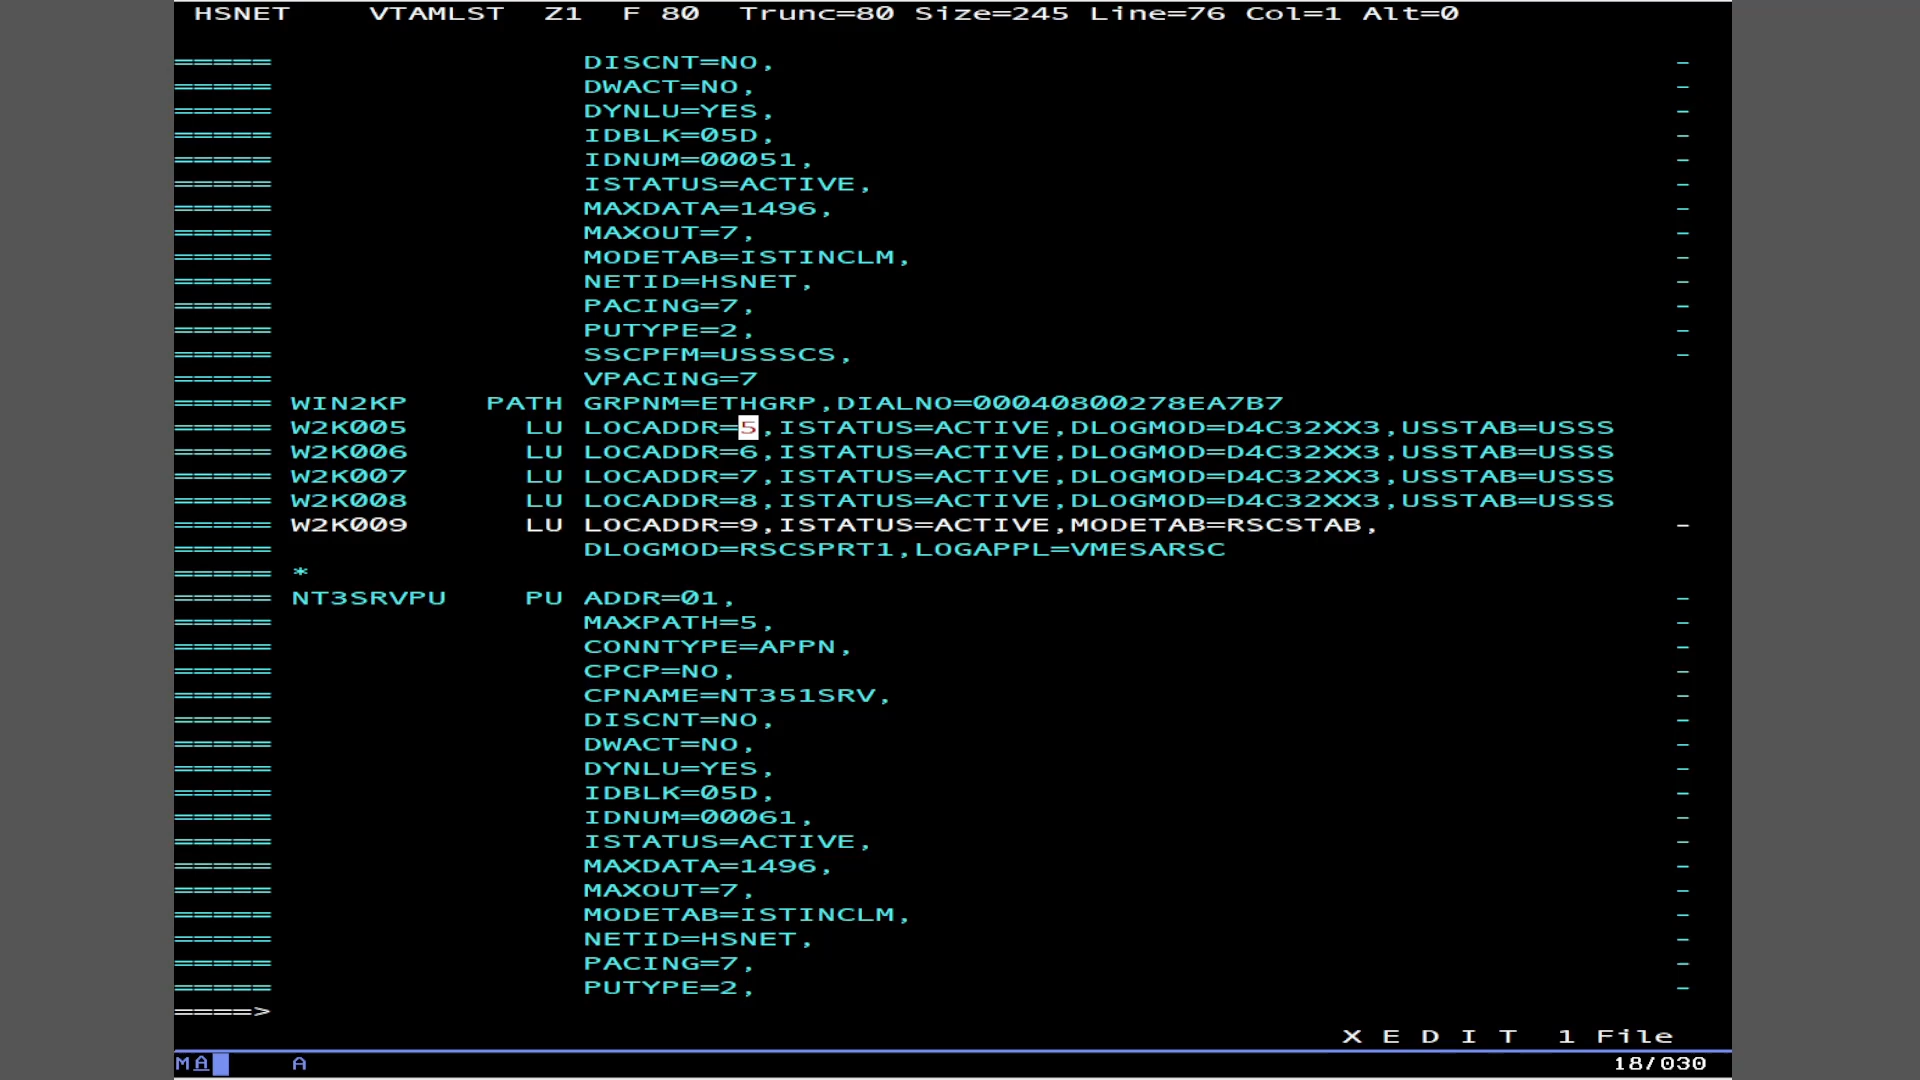 HSNET    VTAMLST  Z1  F 80  Trunc=80 Size=245 Line=76 Col=1 Alt=0
=====                DISCNT=NO,                                              -
=====                DWACT=NO,                                               -
=====                DYNLU=YES,                                              -
=====                IDBLK=05D,                                              -
=====                IDNUM=00051,                                            -
=====                ISTATUS=ACTIVE,                                         -
=====                MAXDATA=1496,                                           -
=====                MAXOUT=7,                                               -
=====                MODETAB=ISTINCLM,                                       -
=====                NETID=HSNET,                                            -
=====                PACING=7,                                               -
=====                PUTYPE=2,                                               -
=====                SSCPFM=USSSCS,                                          -
=====                VPACING=7
===== WIN2KP    PATH GRPNM=ETHGRP,DIALNO=00040800278EA7B7
===== W2K005      LU LOCADDR=5,ISTATUS=ACTIVE,DLOGMOD=D4C32XX3,USSTAB=USSS
===== W2K006      LU LOCADDR=6,ISTATUS=ACTIVE,DLOGMOD=D4C32XX3,USSTAB=USSS
===== W2K007      LU LOCADDR=7,ISTATUS=ACTIVE,DLOGMOD=D4C32XX3,USSTAB=USSS
===== W2K008      LU LOCADDR=8,ISTATUS=ACTIVE,DLOGMOD=D4C32XX3,USSTAB=USSS
===== W2K009      LU LOCADDR=9,ISTATUS=ACTIVE,MODETAB=RSCSTAB,               -
=====                DLOGMOD=RSCSPRT1,LOGAPPL=VMESARSC
===== *
===== NT3SRVPU    PU ADDR=01,                                                -
=====                MAXPATH=5,                                              -
=====                CONNTYPE=APPN,                                          -
=====                CPCP=NO,                                                -
=====                CPNAME=NT351SRV,                                        -
=====                DISCNT=NO,                                              -
=====                DWACT=NO,                                               -
=====                DYNLU=YES,                                              -
=====                IDBLK=05D,                                              -
=====                IDNUM=00061,                                            -
=====                ISTATUS=ACTIVE,                                         -
=====                MAXDATA=1496,                                           -
=====                MAXOUT=7,                                               -
=====                MODETAB=ISTINCLM,                                       -
=====                NETID=HSNET,                                            -
=====                PACING=7,                                               -
=====                PUTYPE=2,                                               -
====>
X E D I T  1 File
MA    A    18/030